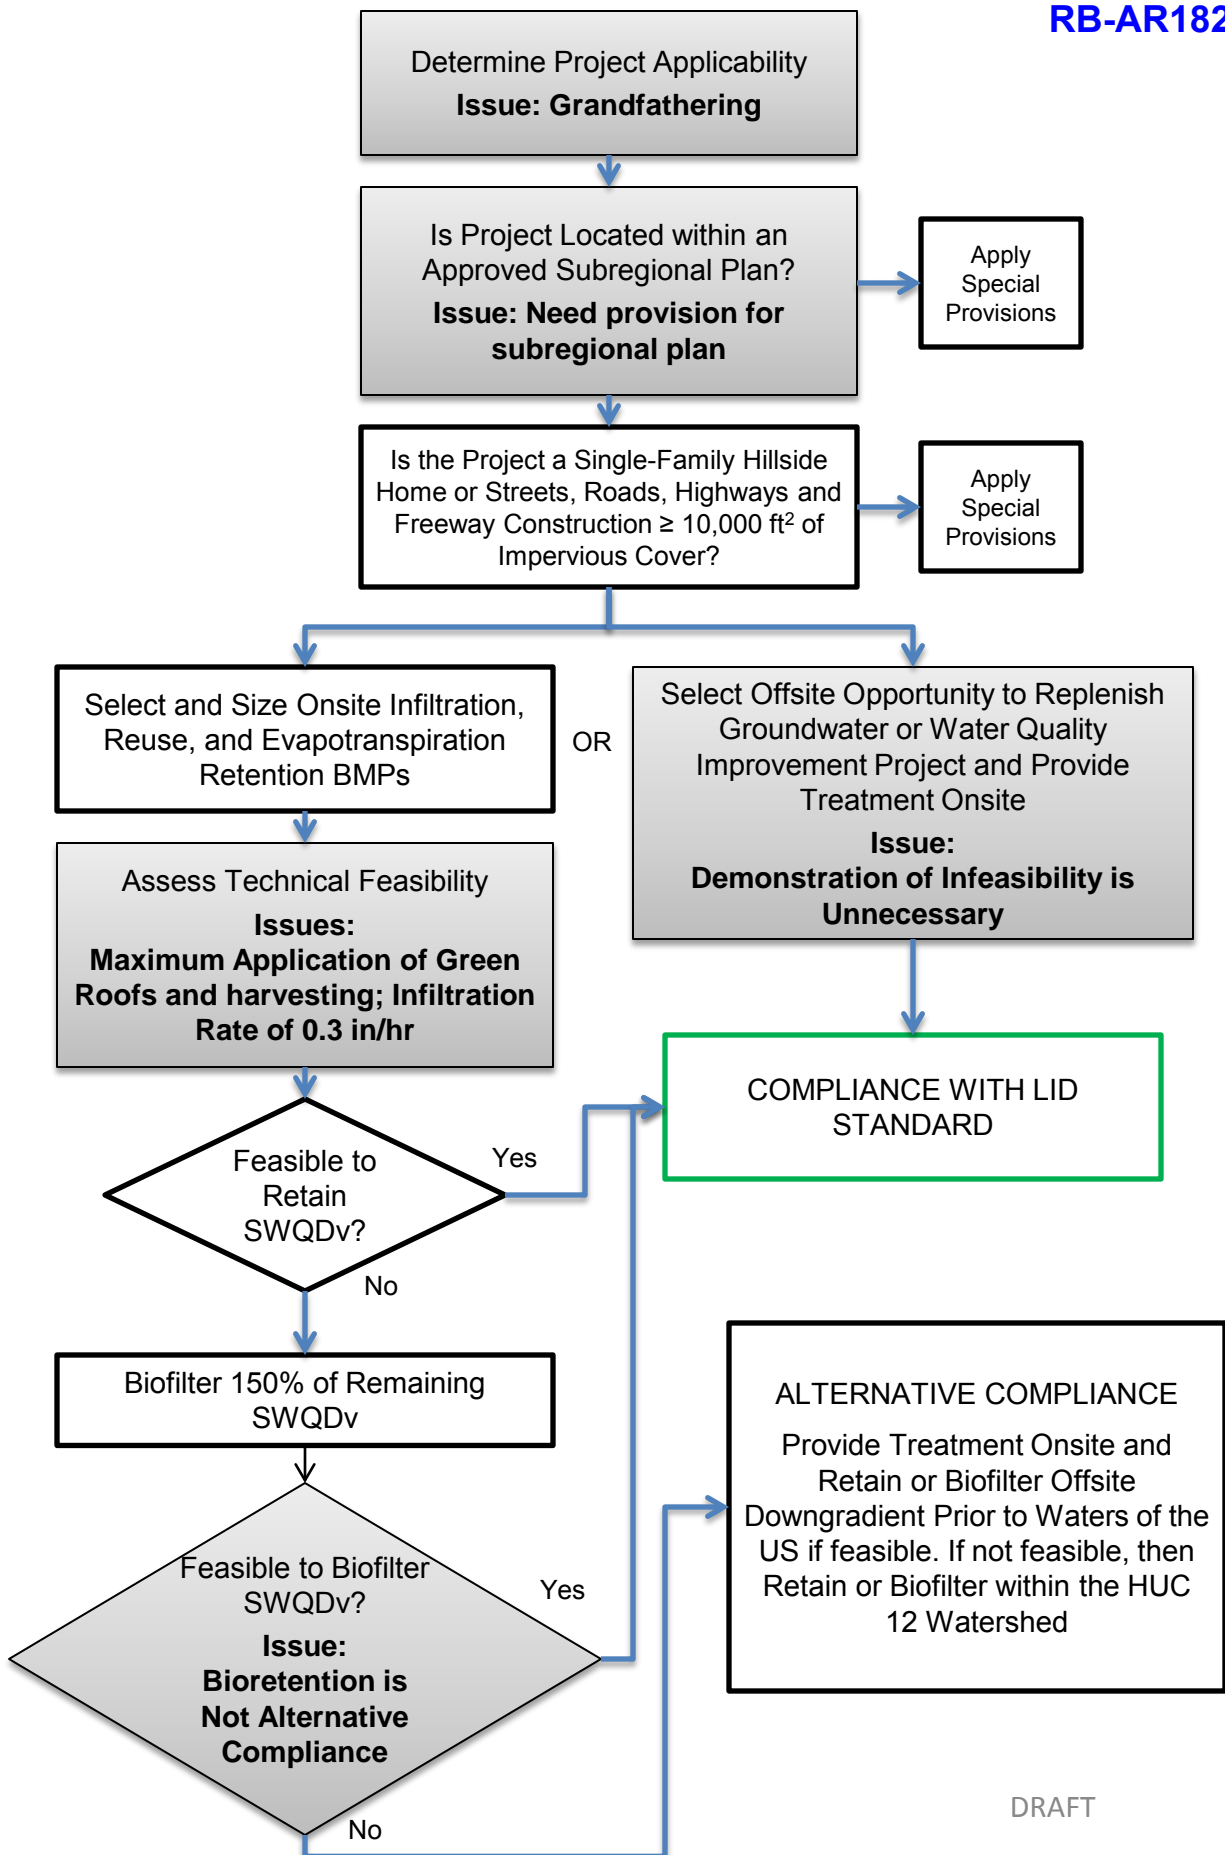 RB-AR182
Determine Project Applicability
Issue: Grandfathering
Is Project Located within an
Approved Subregional Plan?
Issue: Need provision for
subregional plan
Apply
Special
Provisions
Is the Project a Single-Family Hillside
Home or Streets, Roads, Highways and
Freeway Construction ≥ 10,000 ft² of
Impervious Cover?
Apply
Special
Provisions
Select and Size Onsite Infiltration,
Reuse, and Evapotranspiration
Retention BMPs
OR
Select Offsite Opportunity to Replenish
Groundwater or Water Quality
Improvement Project and Provide
Treatment Onsite
Issue:
Demonstration of Infeasibility is
Unnecessary
Assess Technical Feasibility
Issues:
Maximum Application of Green
Roofs and harvesting; Infiltration
Rate of 0.3 in/hr
COMPLIANCE WITH LID
STANDARD
Feasible to
Retain
SWQDv?
Yes
No
Biofilter 150% of Remaining
SWQDv
ALTERNATIVE COMPLIANCE
Provide Treatment Onsite and
Retain or Biofilter Offsite
Downgradient Prior to Waters of the
US if feasible. If not feasible, then
Retain or Biofilter within the HUC
12 Watershed
Feasible to Biofilter
SWQDv?
Issue:
Bioretention is
Not Alternative
Compliance
Yes
No
DRAFT